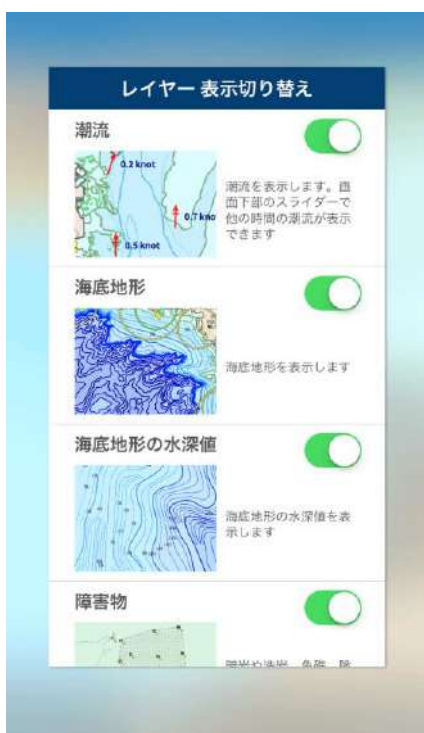 レイヤー 表示切り替え
潮流
0.2 knot
0.7 kno
0.5 knot
潮流を表示します。画
面下部のスライダーで
他の時間の潮流が表示
できます
海底地形
海底地形を表示します
海底地形の水深値
海底地形の水深値を表
示します
障害物